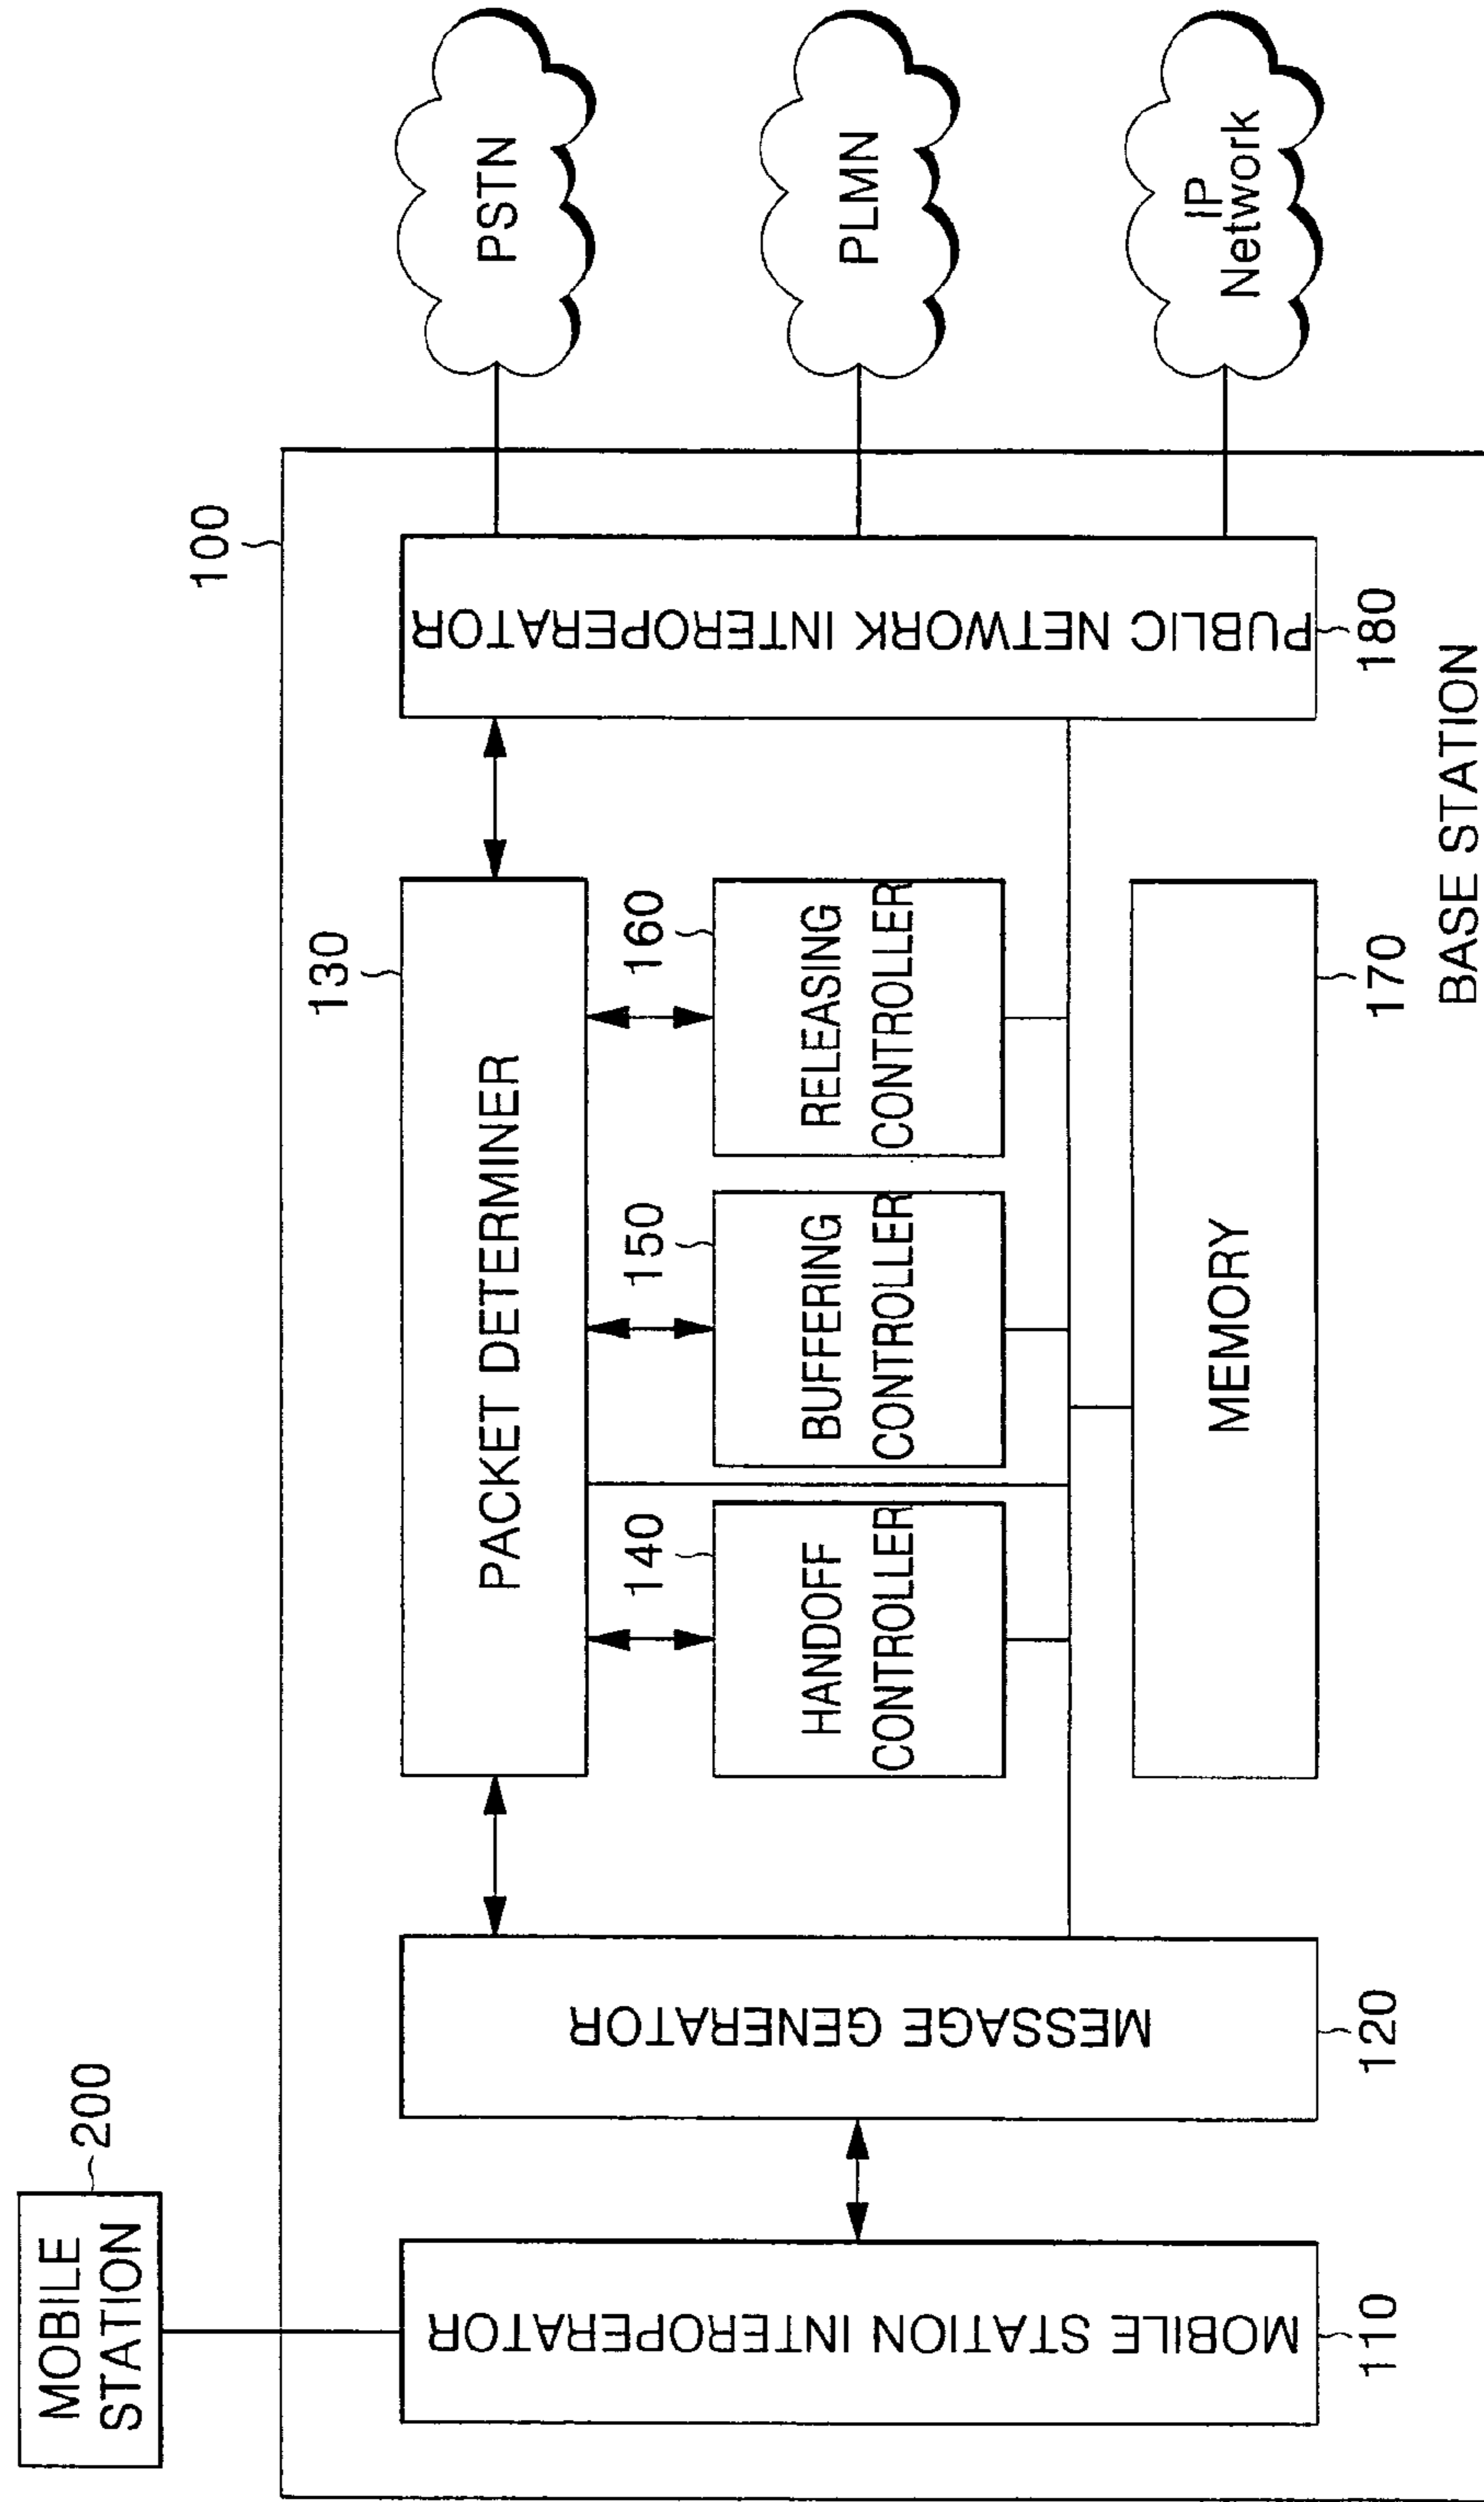 MOBILE
STATION
200
100
130
PACKET DETERMINER
MOBILE STATION INTEROPERATOR
110
MESSAGE GENERATOR
120
140
HANDOFF
CONTROLLER
150
BUFFERING
CONTROLLER
160
RELEASING
CONTROLLER
MEMORY
170
PUBLIC NETWORK INTEROPERATOR
180
BASE STATION
PSTN
PLMN
IP
Network